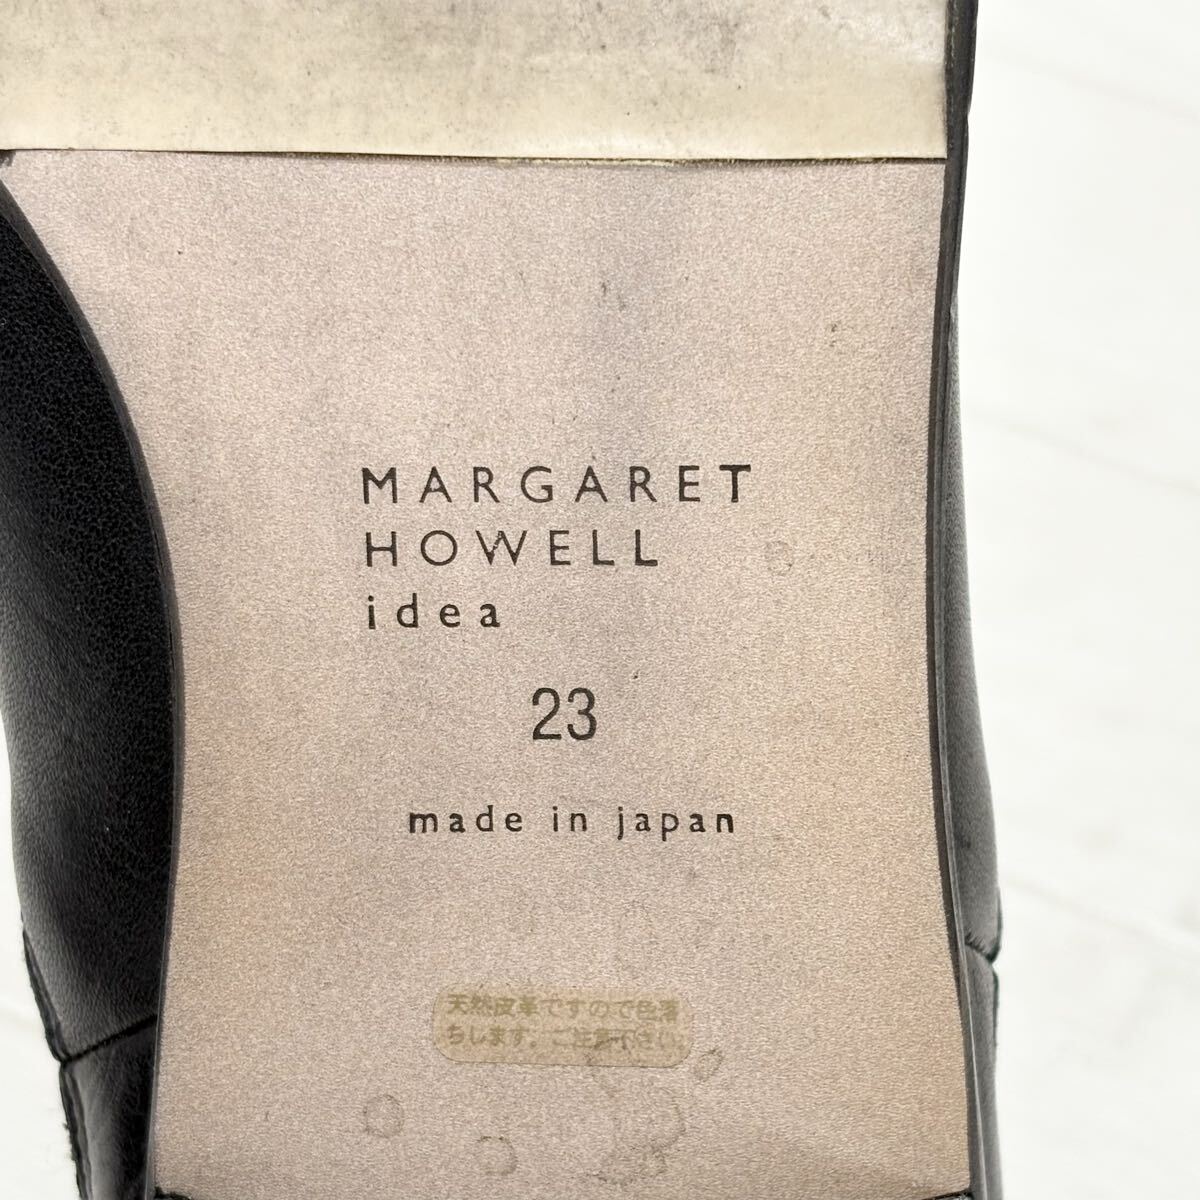 MARGARET
HOWELL
idea
23
made in japan
天然皮革ですので色落
ちします。ご注意下さい。